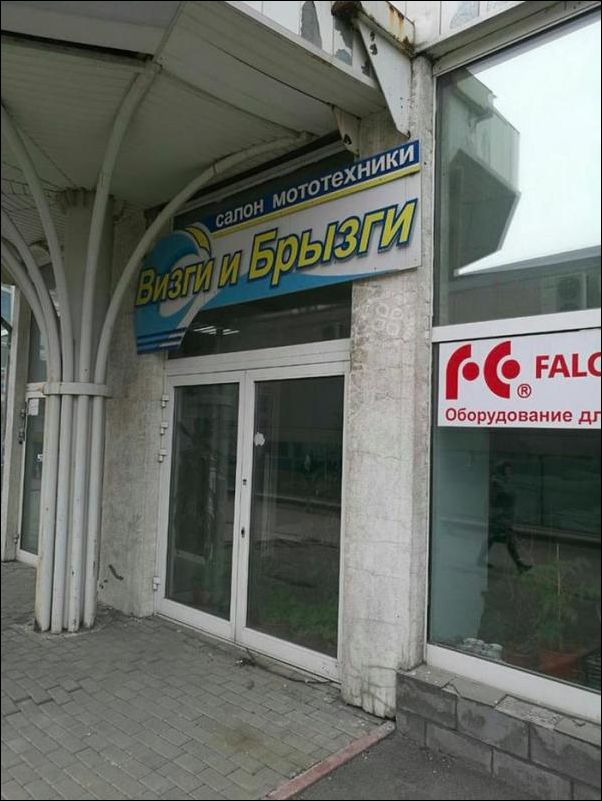 салон мототехники
Визги и Брызги
FC ® FALC
Оборудование дл